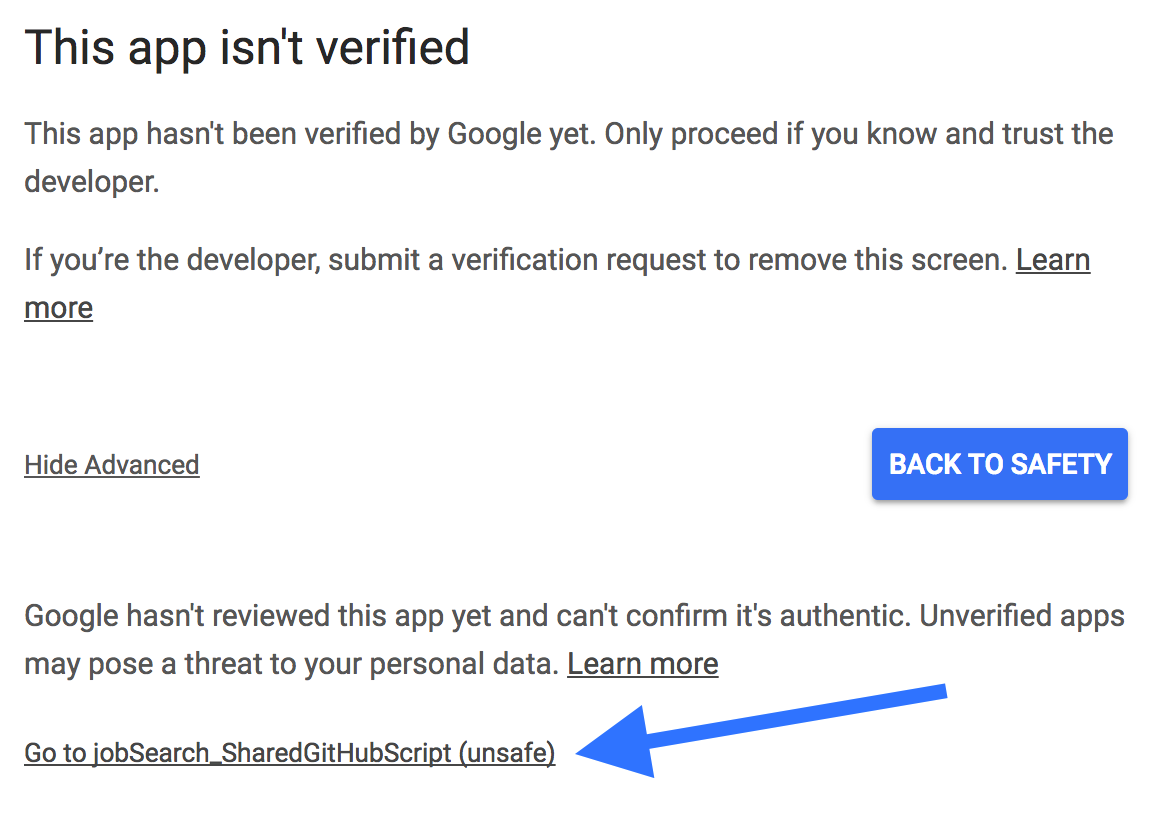 This app isn't verified
This app hasn't been verified by Google yet. Only proceed if you know and trust the
developer.
If you’re the developer, submit a verification request to remove this screen. Learn
more
Hide Advanced
BACK TO SAFETY
Google hasn't reviewed this app yet and can't confirm it's authentic. Unverified apps
may pose a threat to your personal data. Learn more
Go to jobSearch_SharedGitHubScript (unsafe)